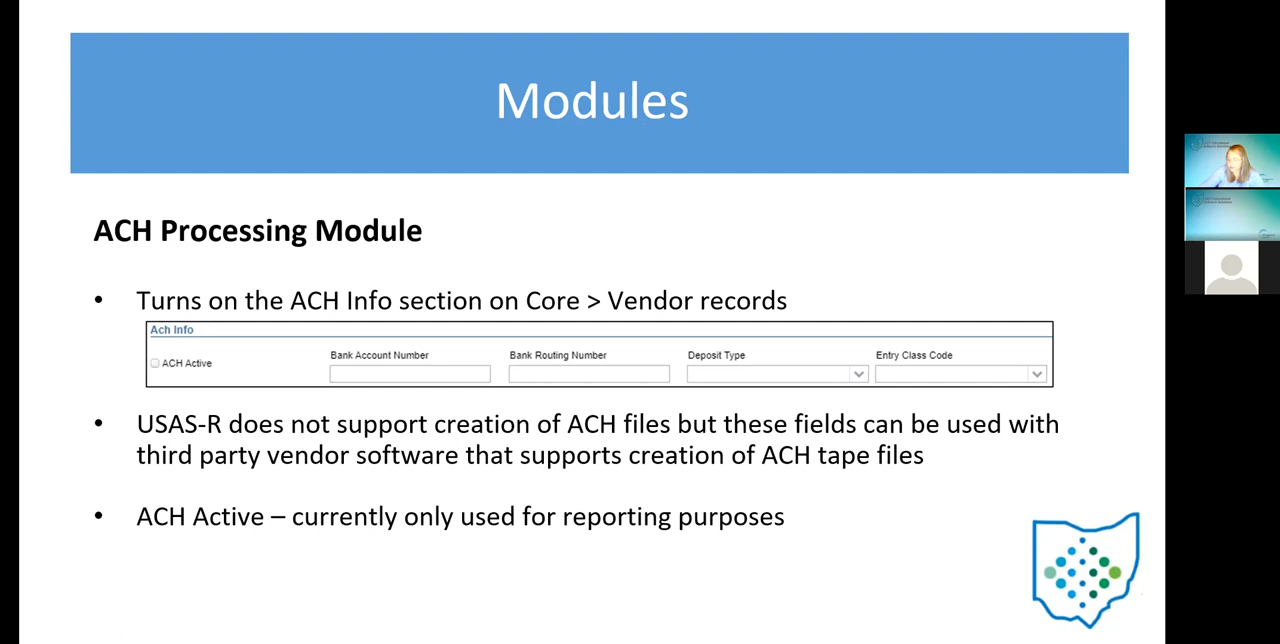 Modules
ACH Processing Module
• Turns on the ACH Info section on Core > Vendor records
Ach Info
ACH Active
Bank Account Number
Bank Routing Number
Deposit Type
Entry Class Code
• USAS-R does not support creation of ACH files but these fields can be used with
third party vendor software that supports creation of ACH tape files
• ACH Active – currently only used for reporting purposes